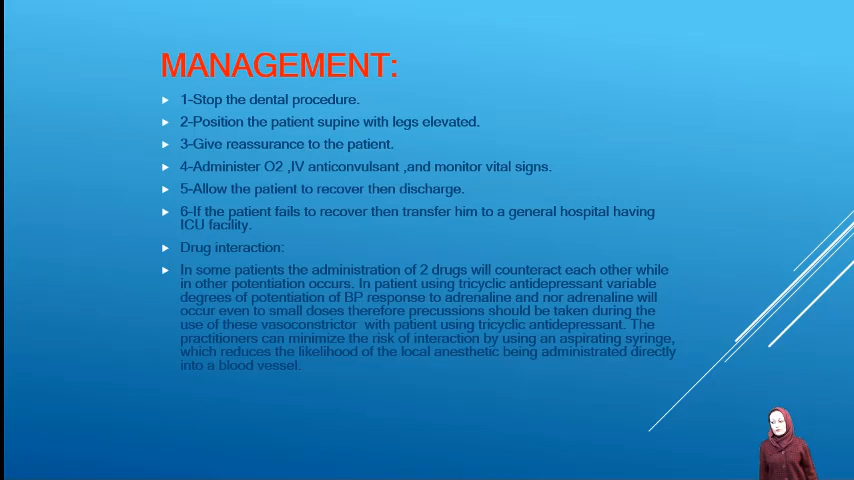 MANAGEMENT:
1-Stop the dental procedure.
2-Position the patient supine with legs elevated.
3-Give reassurance to the patient.
4-Administer O2 ,IV anticonvulsant ,and monitor vital signs.
5-Allow the patient to recover then discharge.
6-If the patient fails to recover then transfer him to a general hospital having
ICU facility.
Drug interaction:
In some patients the administration of 2 drugs will counteract each other while
in other potentiation occurs. In patient using tricyclic antidepressant variable
degrees of potentiation of BP response to adrenaline and nor adrenaline will
occur even to small doses therefore precussions should be taken during the
use of these vasoconstrictor with patient using tricyclic antidepressant. The
practitioners can minimize the risk of interaction by using an aspirating syringe,
which reduces the likelihood of the local anesthetic being administrated directly
into a blood vessel.